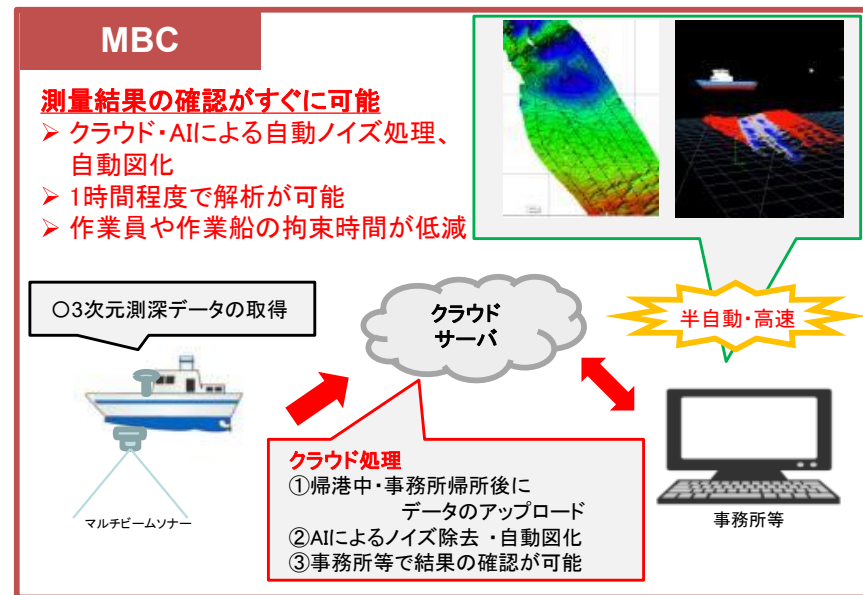 MBC
測量結果の確認がすぐに可能
➢ クラウド・AIによる自動ノイズ処理、
自動図化
➢ 1時間程度で解析が可能
➢ 作業員や作業船の拘束時間が低減
〇3次元測深データの取得
クラウド
サーバ
半自動・高速
マルチビームソナー
クラウド処理
①帰港中・事務所帰所後に
データのアップロード
②AIによるノイズ除去 ・自動図化
③事務所等で結果の確認が可能
事務所等